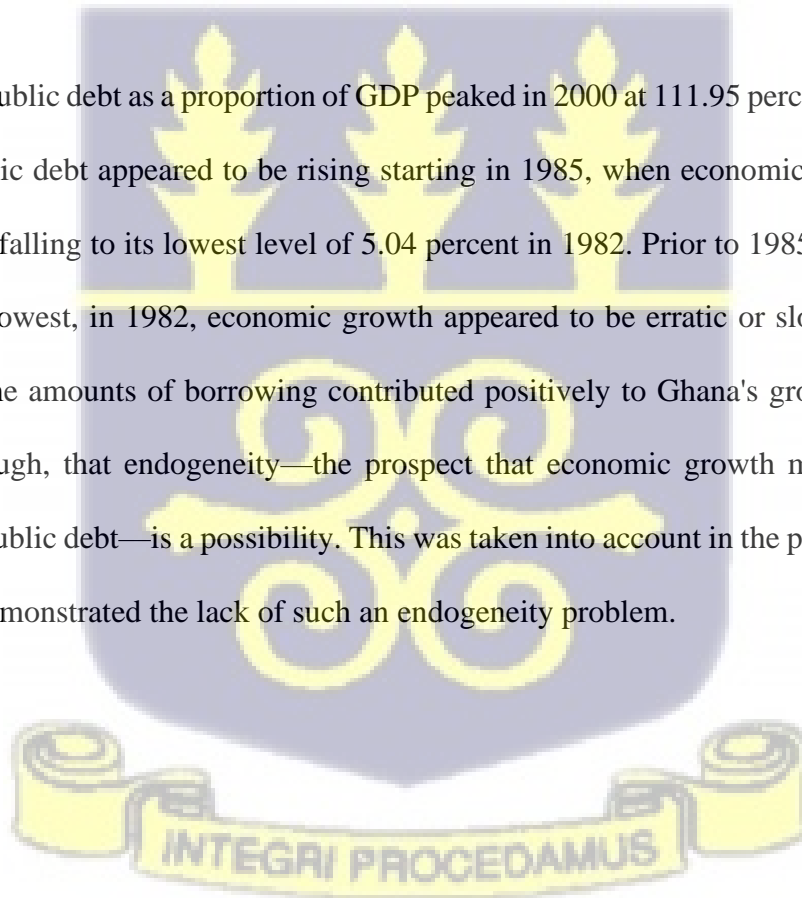 ublic debt as a proportion of GDP peaked in 2000 at 111.95 perc
ic debt appeared to be rising starting in 1985, when economic
falling to its lowest level of 5.04 percent in 1982. Prior to 1985
owest, in 1982, economic growth appeared to be erratic or slo
ne amounts of borrowing contributed positively to Ghana's gro
ugh, that endogeneity—the prospect that economic growth m
ublic debt—is a possibility. This was taken into account in the p
monstrated the lack of such an endogeneity problem.
INTEGRI PROCEDAMUS